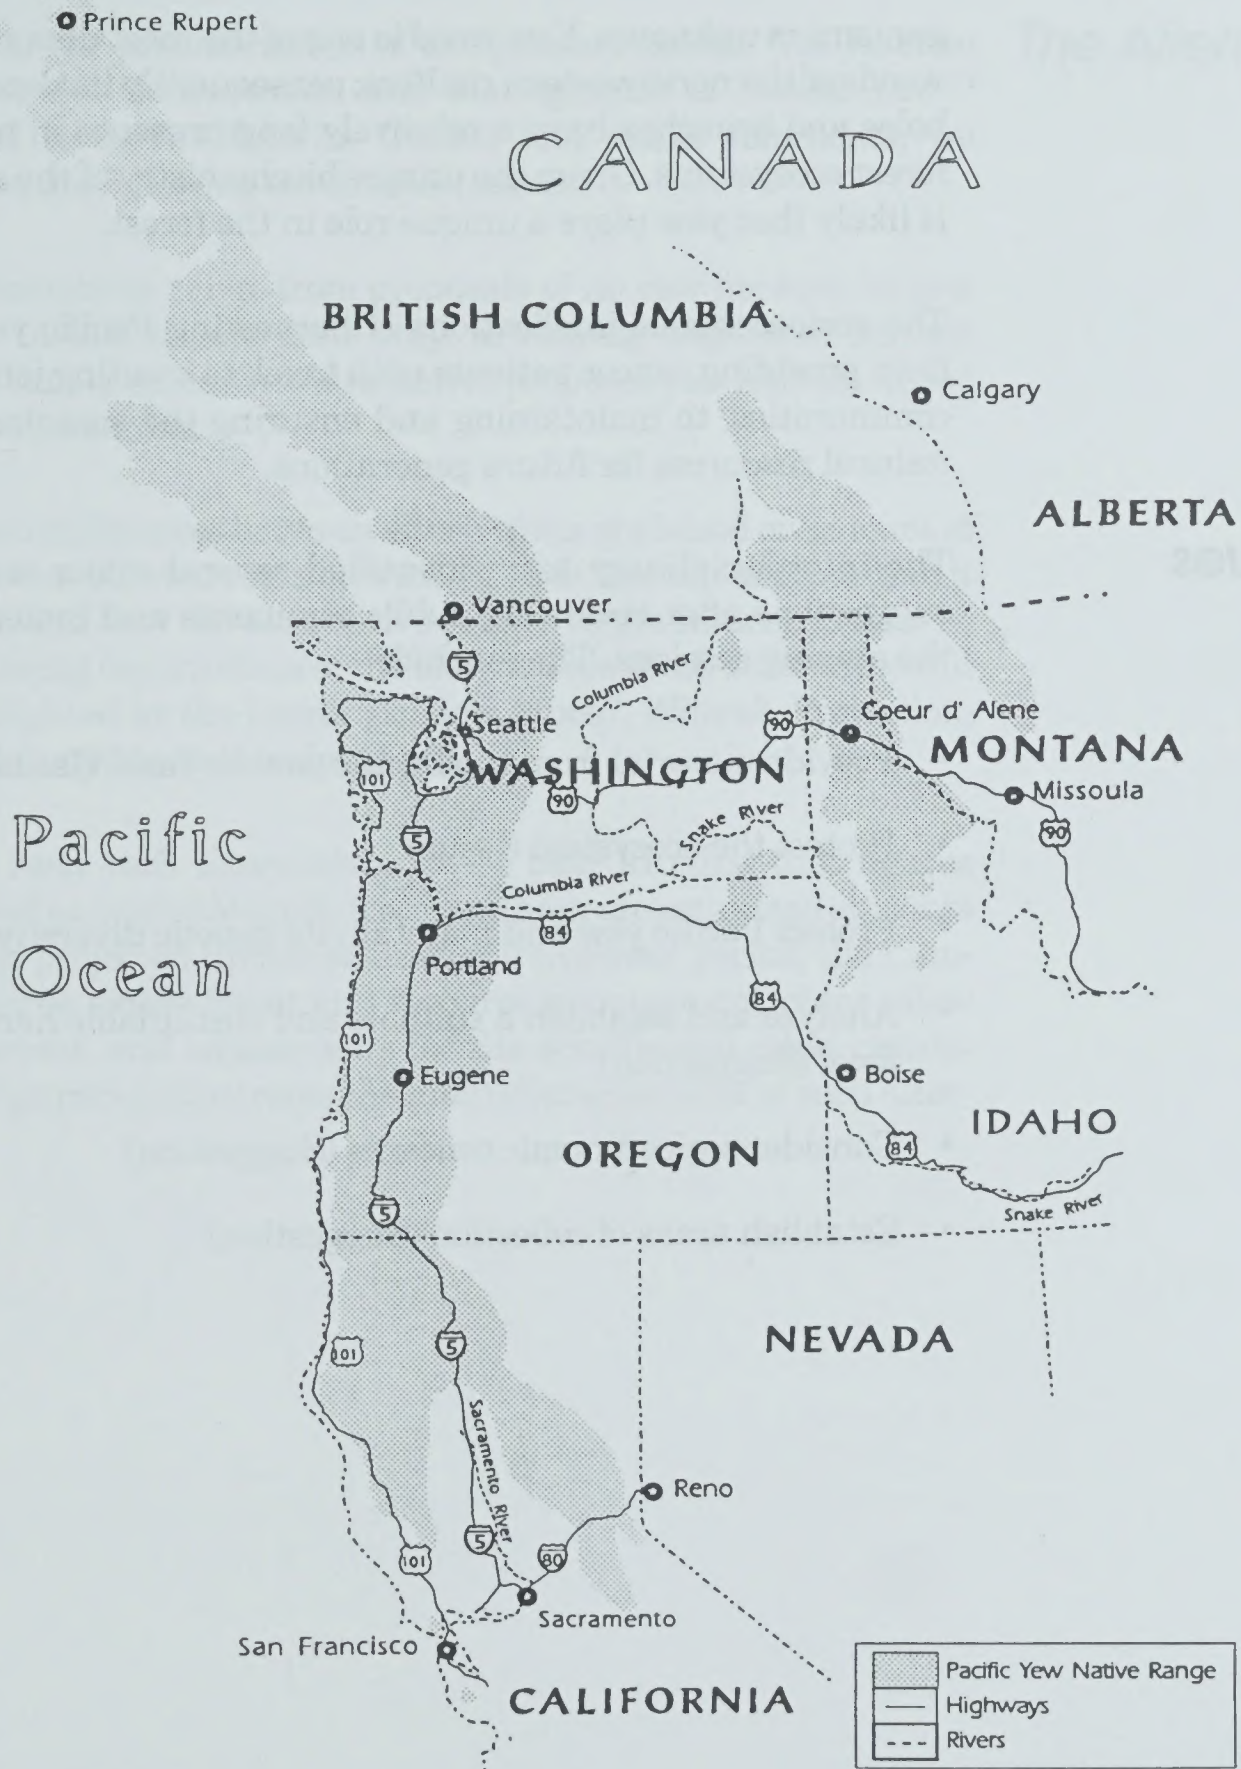 Prince Rupert
CANADA
BRITISH COLUMBIA
Calgary
ALBERTA
Vancouver
5
Columbia River
Seattle
90
Coeur d' Alene
MONTANA
101
WASHINGTON
90
Missoula
Snake River
90
Pacific
5
Columbia River
84
Portland
Ocean
84
101
Eugene
Boise
IDAHO
OREGON
84
5
Snake River
NEVADA
101
5
Sacramento River
Reno
5
80
101
Sacramento
San Francisco
CALIFORNIA
Pacific Yew Native Range
Highways
Rivers